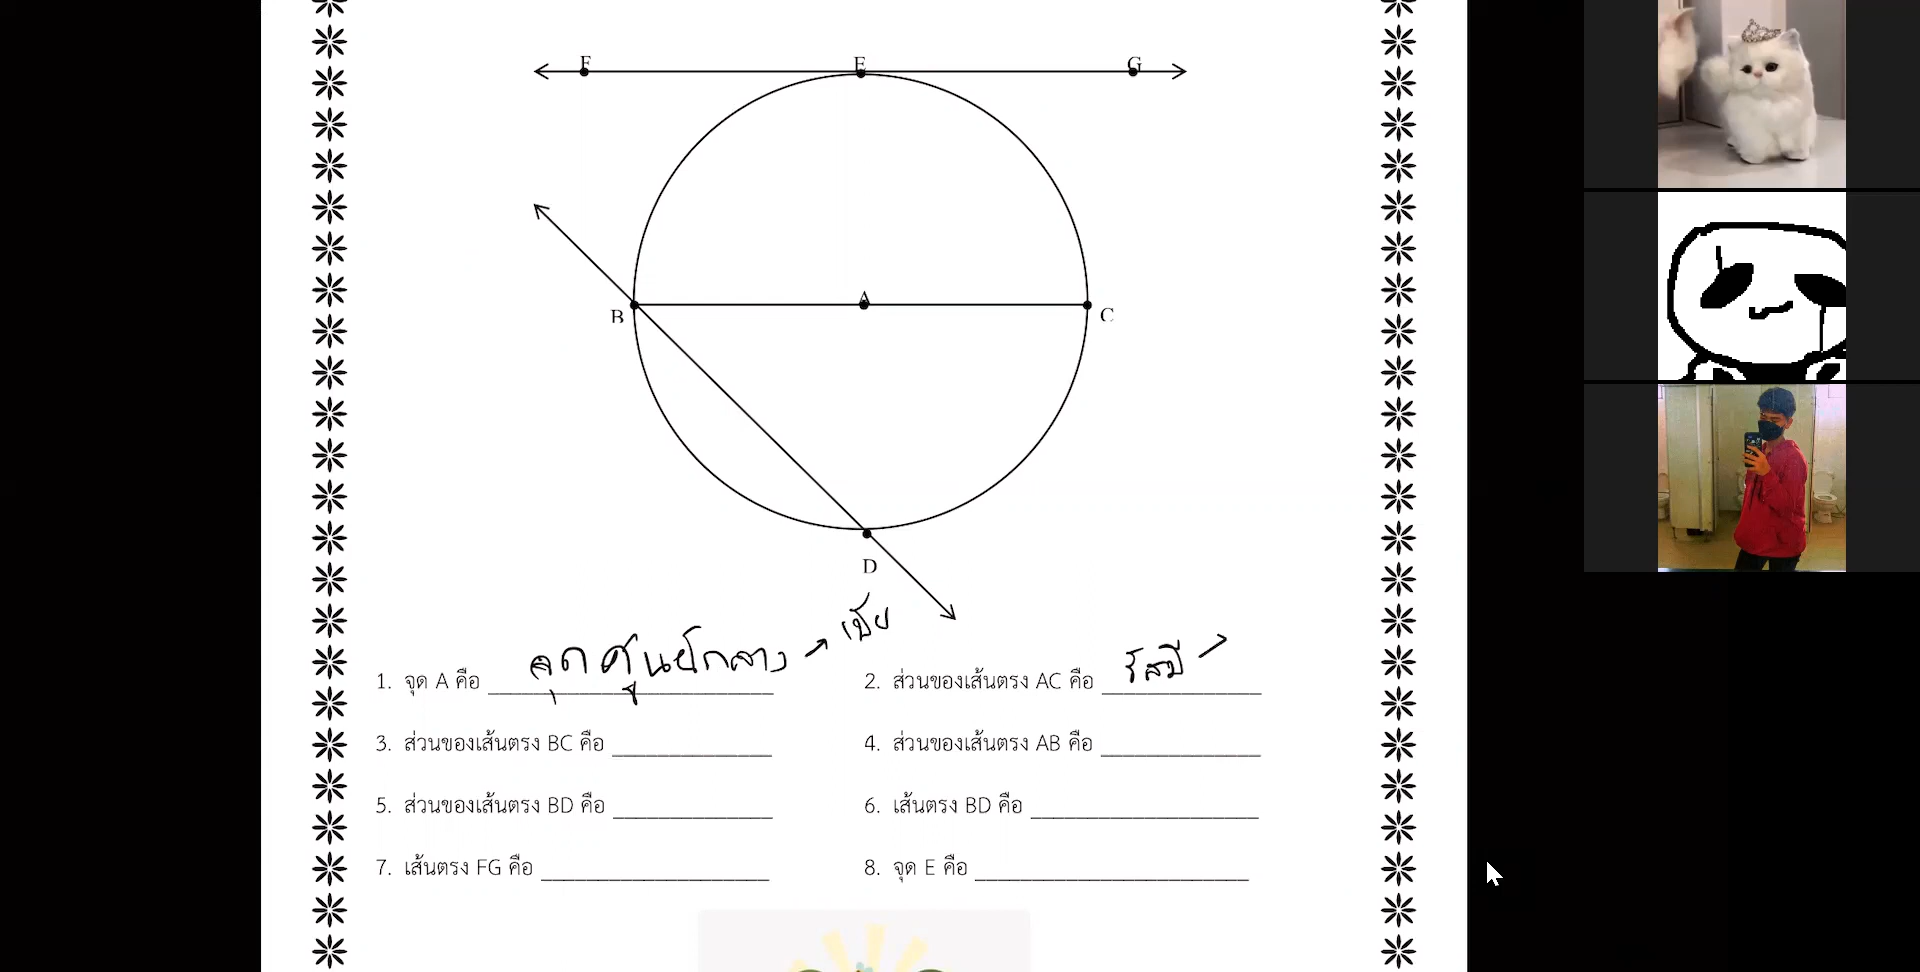 F E G
B A C
D
1. จุด A คือ จุดศูนย์กลาง → เบีย
2. ส่วนของเส้นตรง AC คือ รัสมี
3. ส่วนของเส้นตรง BC คือ
4. ส่วนของเส้นตรง AB คือ
5. ส่วนของเส้นตรง BD คือ
6. เส้นตรง BD คือ
7. เส้นตรง FG คือ
8. จุด E คือ